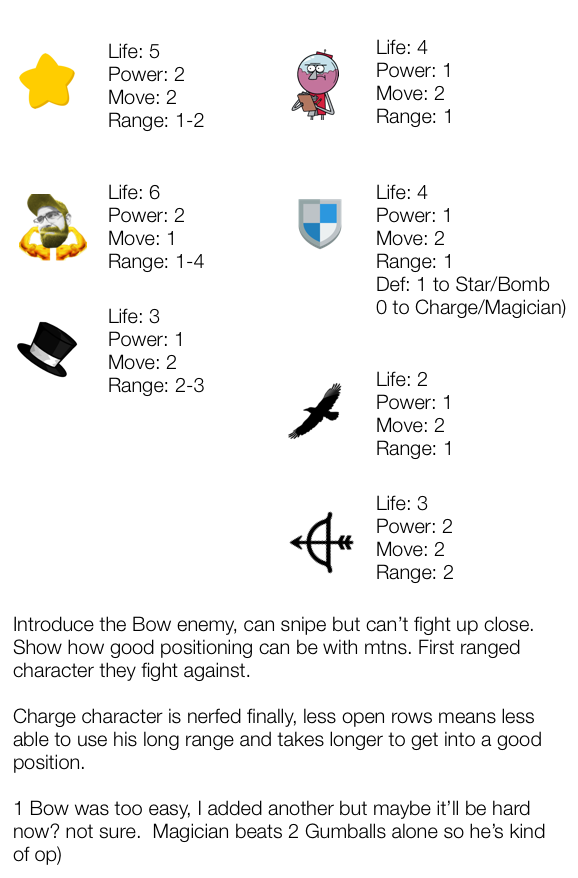 Life: 5
Power: 2
Move: 2
Range: 1-2
Life: 4
Power: 1
Move: 2
Range: 1
Life: 6
Power: 2
Move: 1
Range: 1-4
Life: 4
Power: 1
Move: 2
Range: 1
Def: 1 to Star/Bomb
0 to Charge/Magician)
Life: 3
Power: 1
Move: 2
Range: 2-3
Life: 2
Power: 1
Move: 2
Range: 1
Life: 3
Power: 2
Move: 2
Range: 2
Introduce the Bow enemy, can snipe but can't fight up close.
Show how good positioning can be with mtns. First ranged
character they fight against.
Charge character is nerfed finally, less open rows means less
able to use his long range and takes longer to get into a good
position.
1 Bow was too easy, I added another but maybe it'll be hard
now? not sure.  Magician beats 2 Gumballs alone so he's kind
of op)